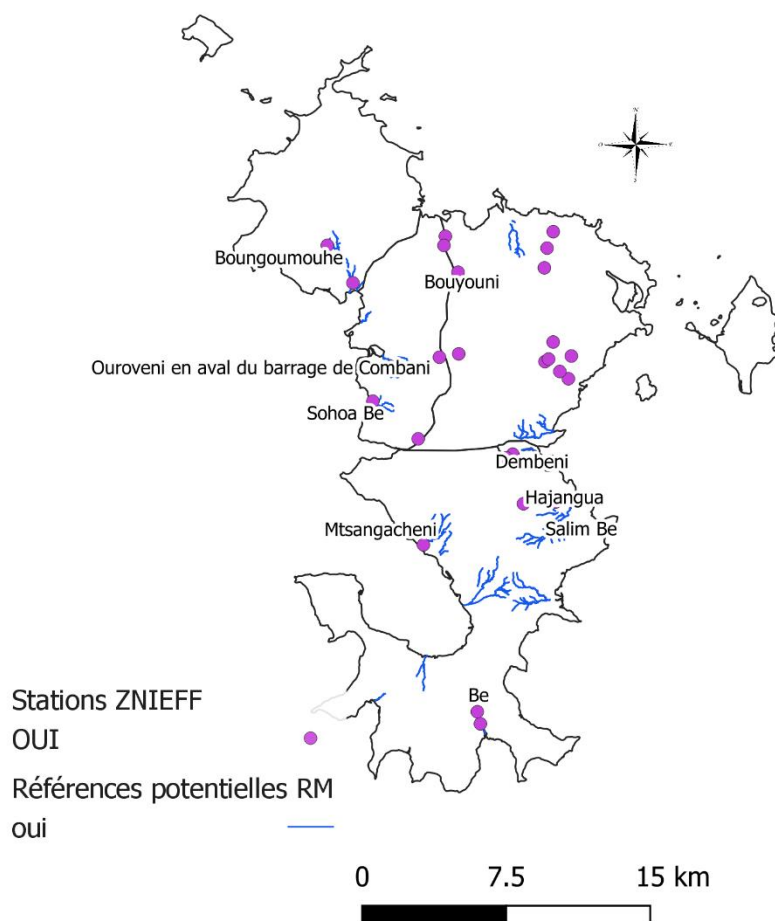 Boungoumouhe
Bouyouni
Ouroveni en aval du barrage de Combani
Sohoa Be
Dembeni
Hajangua
Mtsangacheni
Salim Be
Be
Stations ZNIEFF
OUI
Références potentielles RM
oui
0 7.5 15 km